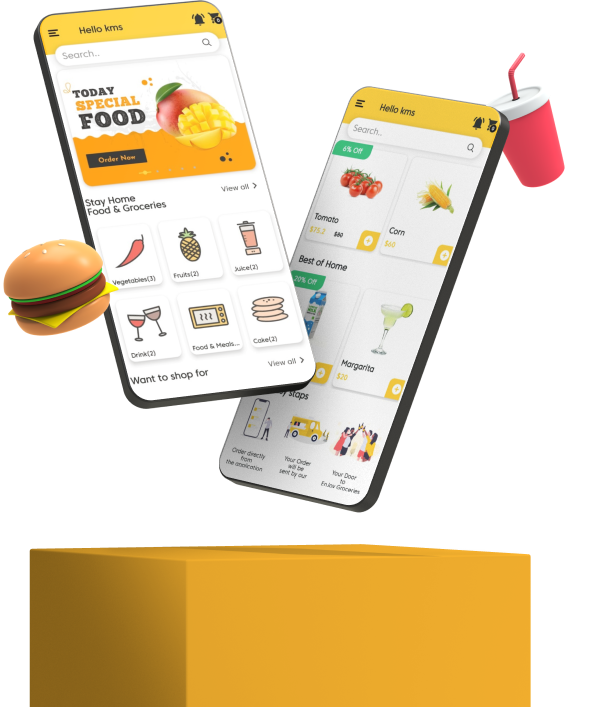 Hello kms
Search..
TODAY
SPECIAL
FOOD
Order Now
Stay Home
Food & Groceries
View all
Vegetables(3)
Fruits(2)
Juice(2)
Drink(2)
Food & Meals...
Cake(2)
Want to shop for
View all
Hello kms
Search..
6% Off
Tomato
$75.2 $80
Corn
$60
Best of Home
20% Off
Margarita
$20
staps
Order directly
from
the application
Your Order
will be
sent by our
Your Door
to
Enjoy Groceries